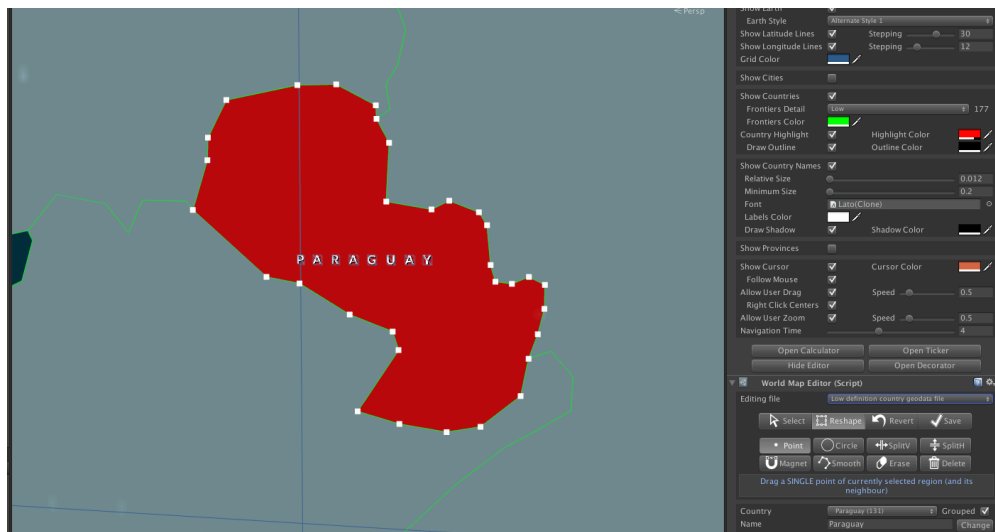 Persp
PARAGUAY
Show Earth
Earth Style Alternate Style 1
Show Latitude Lines Stepping 30
Show Longitude Lines Stepping 12
Grid Color
Show Cities
Show Countries
Frontiers Detail Low 177
Frontiers Color
Country Highlight Highlight Color
Draw Outline Outline Color
Show Country Names
Relative Size 0.012
Minimum Size 0.2
Font Lato(Clone)
Labels Color
Draw Shadow Shadow Color
Show Provinces
Show Cursor Cursor Color
Follow Mouse
Allow User Drag Speed 0.5
Right Click Centers
Allow User Zoom Speed 0.5
Navigation Time 4
Open Calculator Open Ticker
Hide Editor Open Decorator
World Map Editor (Script)
Editing file Low definition country geodata file
Select Reshape Revert Save
Point Circle SplitV SplitH
Magnet Smooth Erase Delete
Drag a SINGLE point of currently selected region (and its
neighbour)
Country Paraguay (131) Grouped
Name Paraguay Change